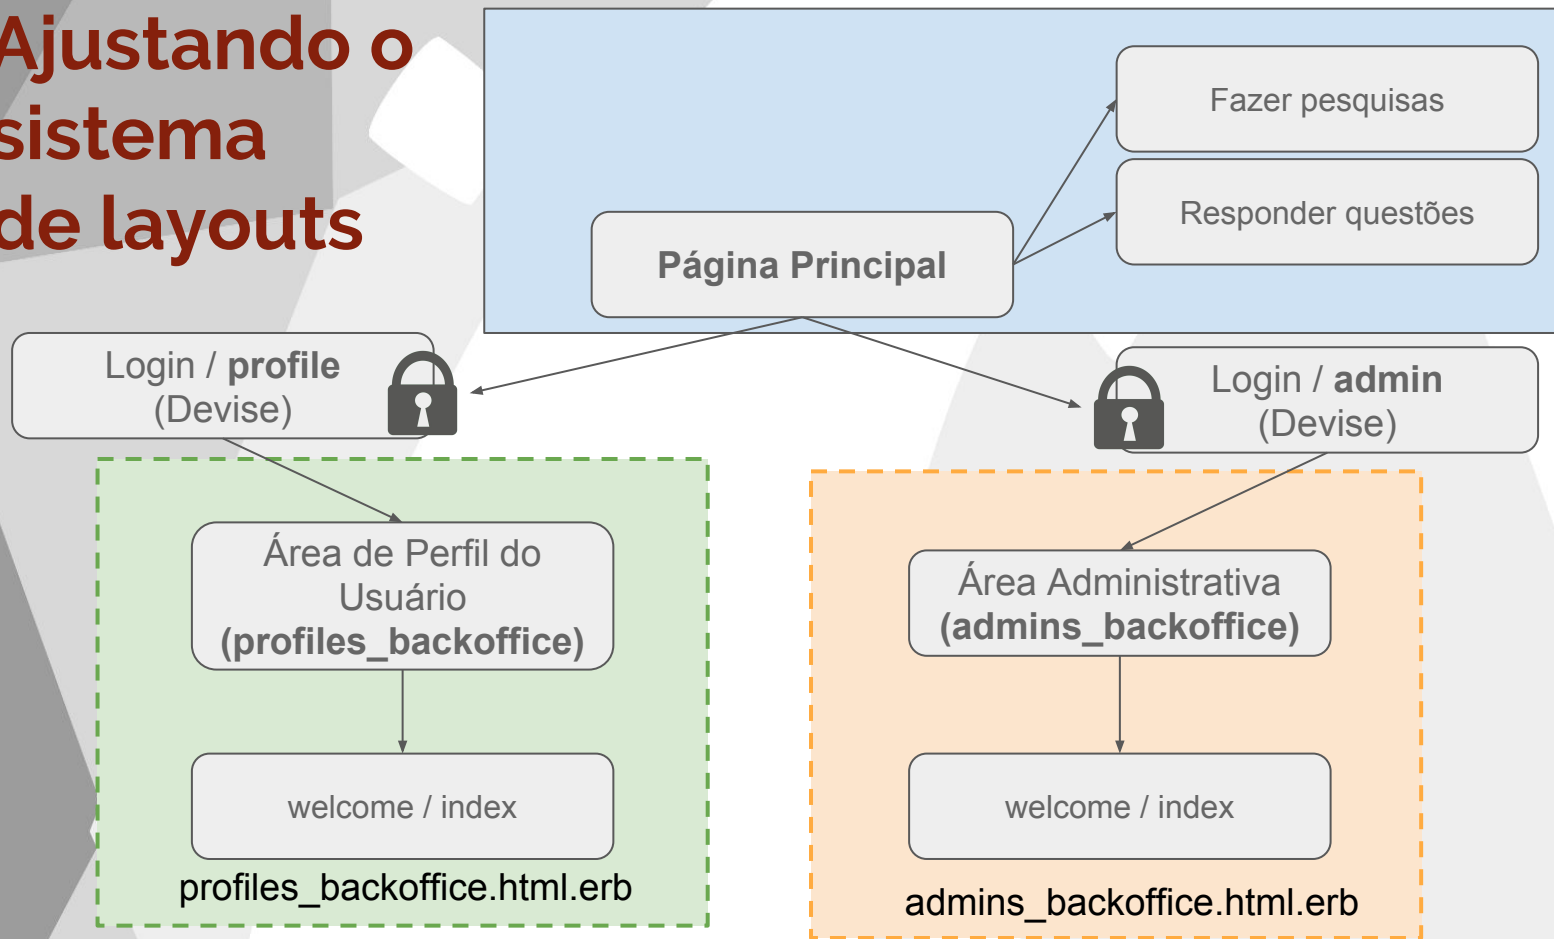 Ajustando o
sistema
de layouts
Fazer pesquisas
Responder questões
Página Principal
Login / profile
(Devise)
Login / admin
(Devise)
Área de Perfil do
Usuário
(profiles_backoffice)
welcome / index
profiles_backoffice.html.erb
Área Administrativa
(admins_backoffice)
welcome / index
admins_backoffice.html.erb